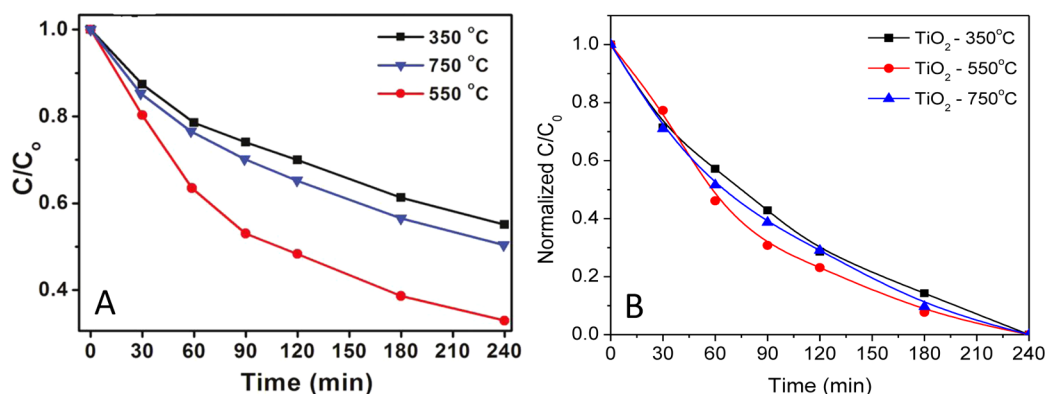 1.0
0.8
0.6
0.4
C/Co
350 °C
750 °C
550 °C
A
0 30 60 90 120 150 180 210 240
Time (min)
1.0
0.8
0.6
0.4
0.2
0.0
Normalized C/C0
TiO2 - 350°C
TiO2 - 550°C
TiO2 - 750°C
B
0 30 60 90 120 150 180 210 240
Time (min)